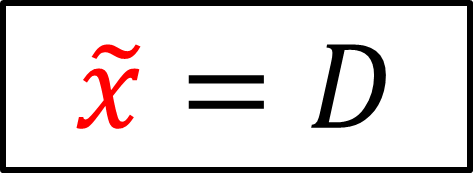 x̃ = D